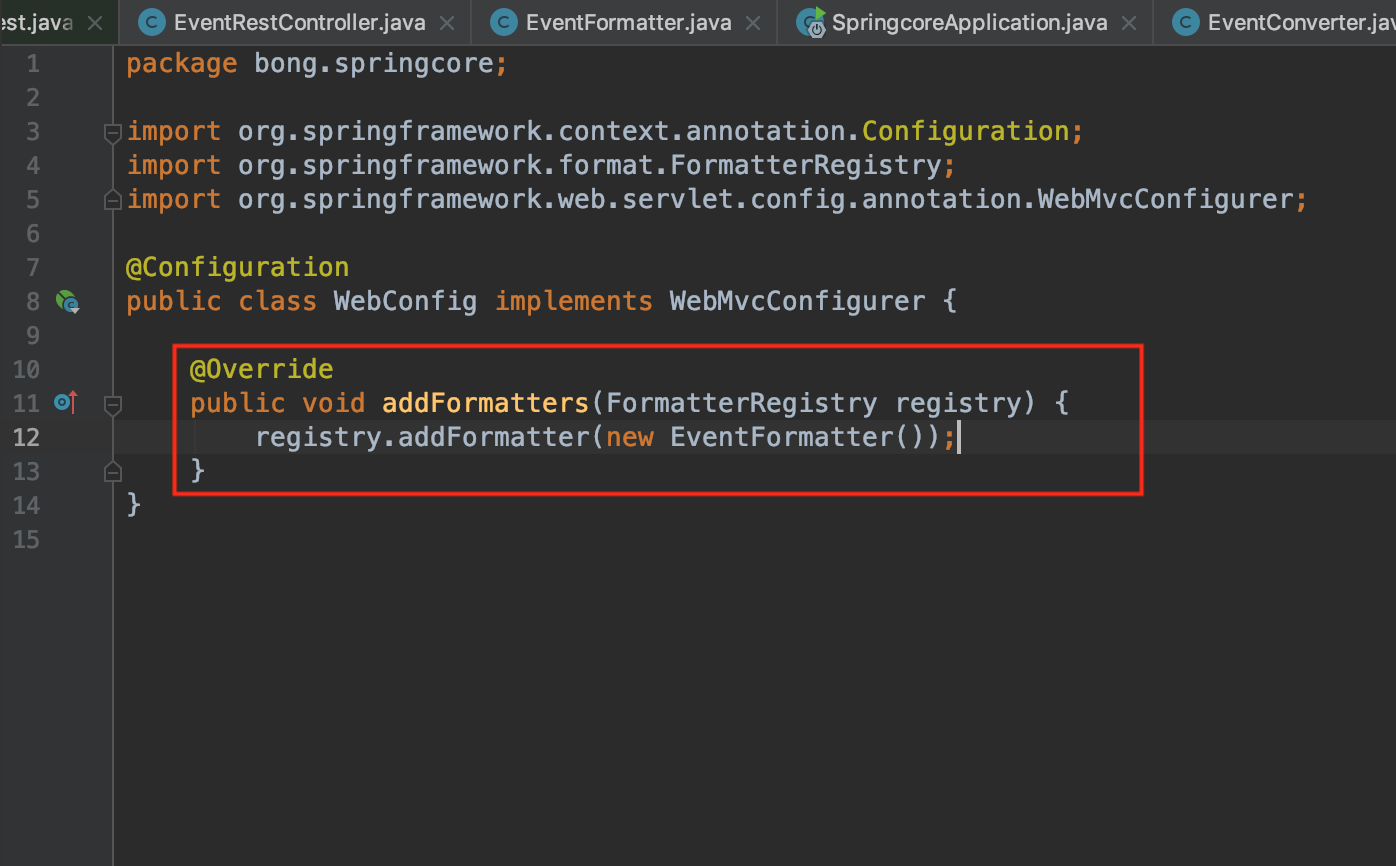 est.java EventRestController.java EventFormatter.java SpringcoreApplication.java EventConverter.jav
1 package bong.springcore;
2
3 import org.springframework.context.annotation.Configuration;
4 import org.springframework.format.FormatterRegistry;
5 import org.springframework.web.servlet.config.annotation.WebMvcConfigurer;
6
7 @Configuration
8 public class WebConfig implements WebMvcConfigurer {
9
10 @Override
11 public void addFormatters(FormatterRegistry registry) {
12 registry.addFormatter(new EventFormatter());
13 }
14 }
15